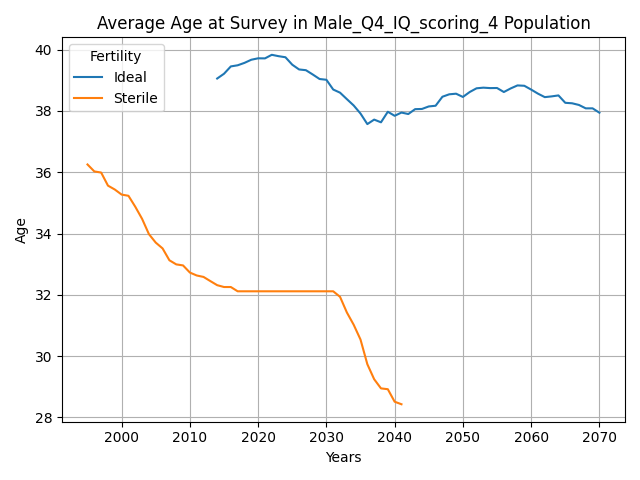 Average Age at Survey in Male_Q4_IQ_scoring_4 Population
Fertility
Ideal
Sterile
Age
40
38
36
34
32
30
28
2000 2010 2020 2030 2040 2050 2060 2070
Years